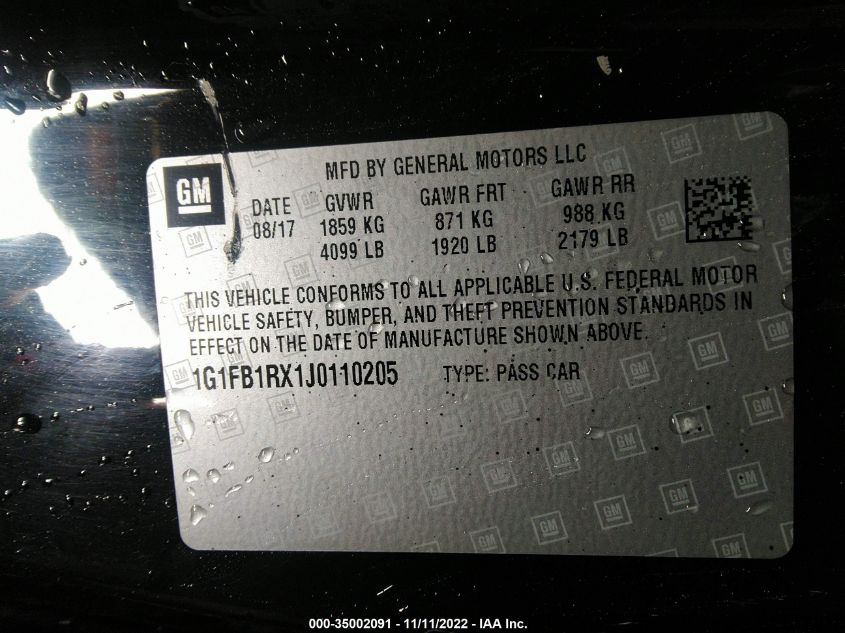 MFD BY GENERAL MOTORS LLC
GM
DATE GVWR GAWR FRT GAWR RR
08/17 1859 KG 871 KG 988 KG
4099 LB 1920 LB 2179 LB
THIS VEHICLE CONFORMS TO ALL APPLICABLE U.S. FEDERAL MOTOR
VEHICLE SAFETY, BUMPER, AND THEFT PREVENTION STANDARDS IN
EFFECT ON THE DATE OF MANUFACTURE SHOWN ABOVE.
1G1FB1RX1J0110205 TYPE: PASS CAR
000-35002091 - 11/11/2022 - IAA Inc.